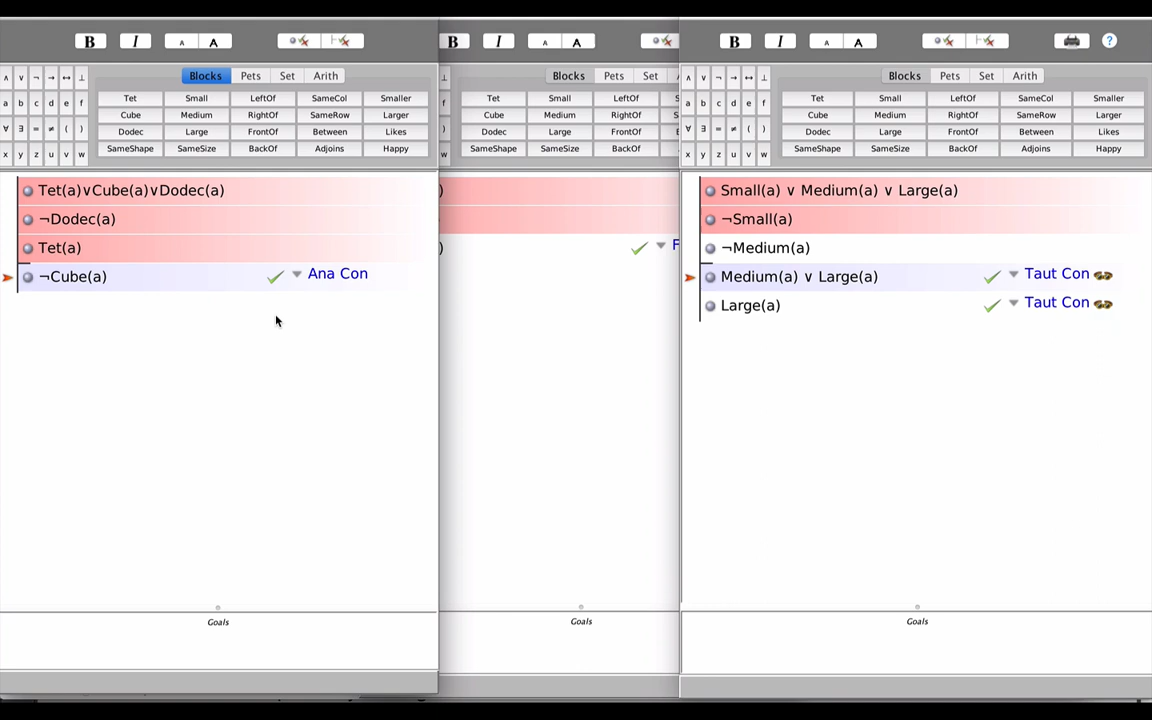 B I A A
Blocks Pets Set Arith
∧ ∨ ¬ → ↔ ⊥
a b c d e f
∀ ∃ = ≠ ( )
x y z u v w
Tet Small LeftOf SameCol Smaller
Cube Medium RightOf SameRow Larger
Dodec Large FrontOf Between Likes
SameShape SameSize BackOf Adjoins Happy
Tet(a)∨Cube(a)∨Dodec(a)
¬Dodec(a)
Tet(a)
¬Cube(a) Ana Con
Goals
B I A A
Blocks Pets Set
⊥
f
)
w
Tet Small LeftOf S
Cube Medium RightOf S
Dodec Large FrontOf
SameShape SameSize BackOf
)
) F
Goals
B I A A ?
Blocks Pets Set Arith
∧ ∨ ¬ → ↔ ⊥
a b c d e f
∀ ∃ = ≠ ( )
x y z u v w
Tet Small LeftOf SameCol Smaller
Cube Medium RightOf SameRow Larger
Dodec Large FrontOf Between Likes
SameShape SameSize BackOf Adjoins Happy
Small(a) ∨ Medium(a) ∨ Large(a)
¬Small(a)
¬Medium(a)
Medium(a) ∨ Large(a) Taut Con
Large(a) Taut Con
Goals